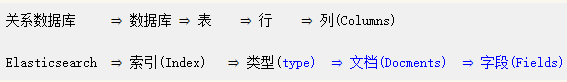 关系数据库 ⇒ 数据库 ⇒ 表 ⇒ 行 ⇒ 列(Columns)
Elasticsearch ⇒ 索引(Index) ⇒ 类型(type) ⇒ 文档(Docments) ⇒ 字段(Fields)